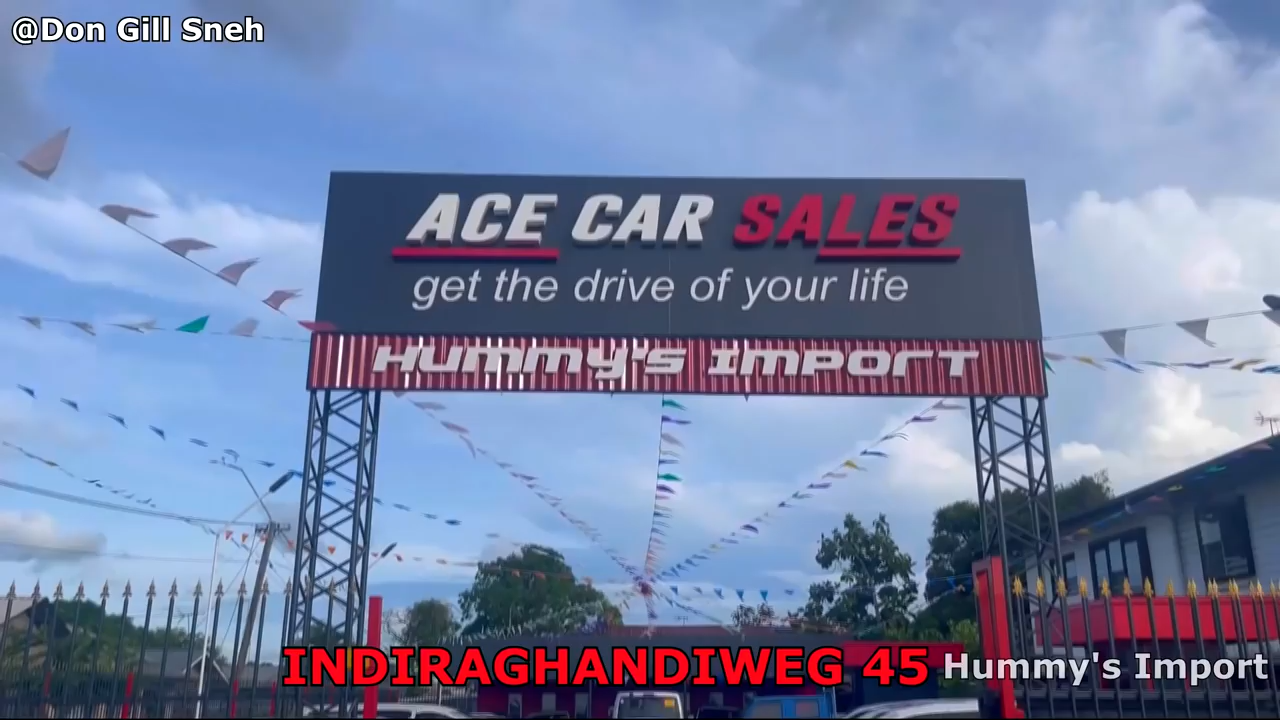 @Don Gill Sneh
ACE CAR SALES
get the drive of your life
HUMMY'S IMPORT
INDIRAGHANDIWEG 45
Hummy's Import